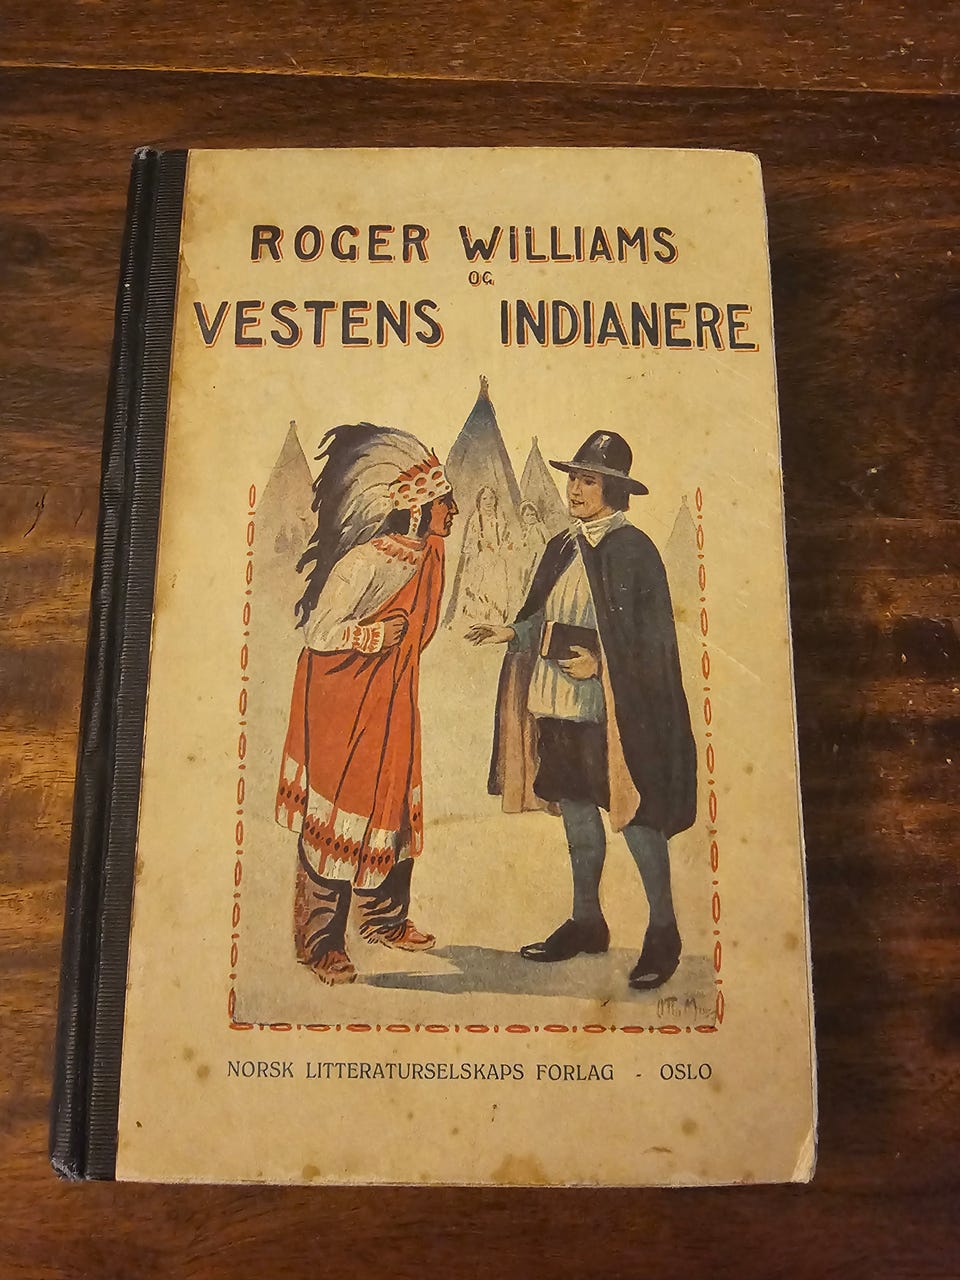 ROGER WILLIAMS
OG
VESTENS INDIANERE
NORSK LITTERATURSELSKAPS FORLAG - OSLO